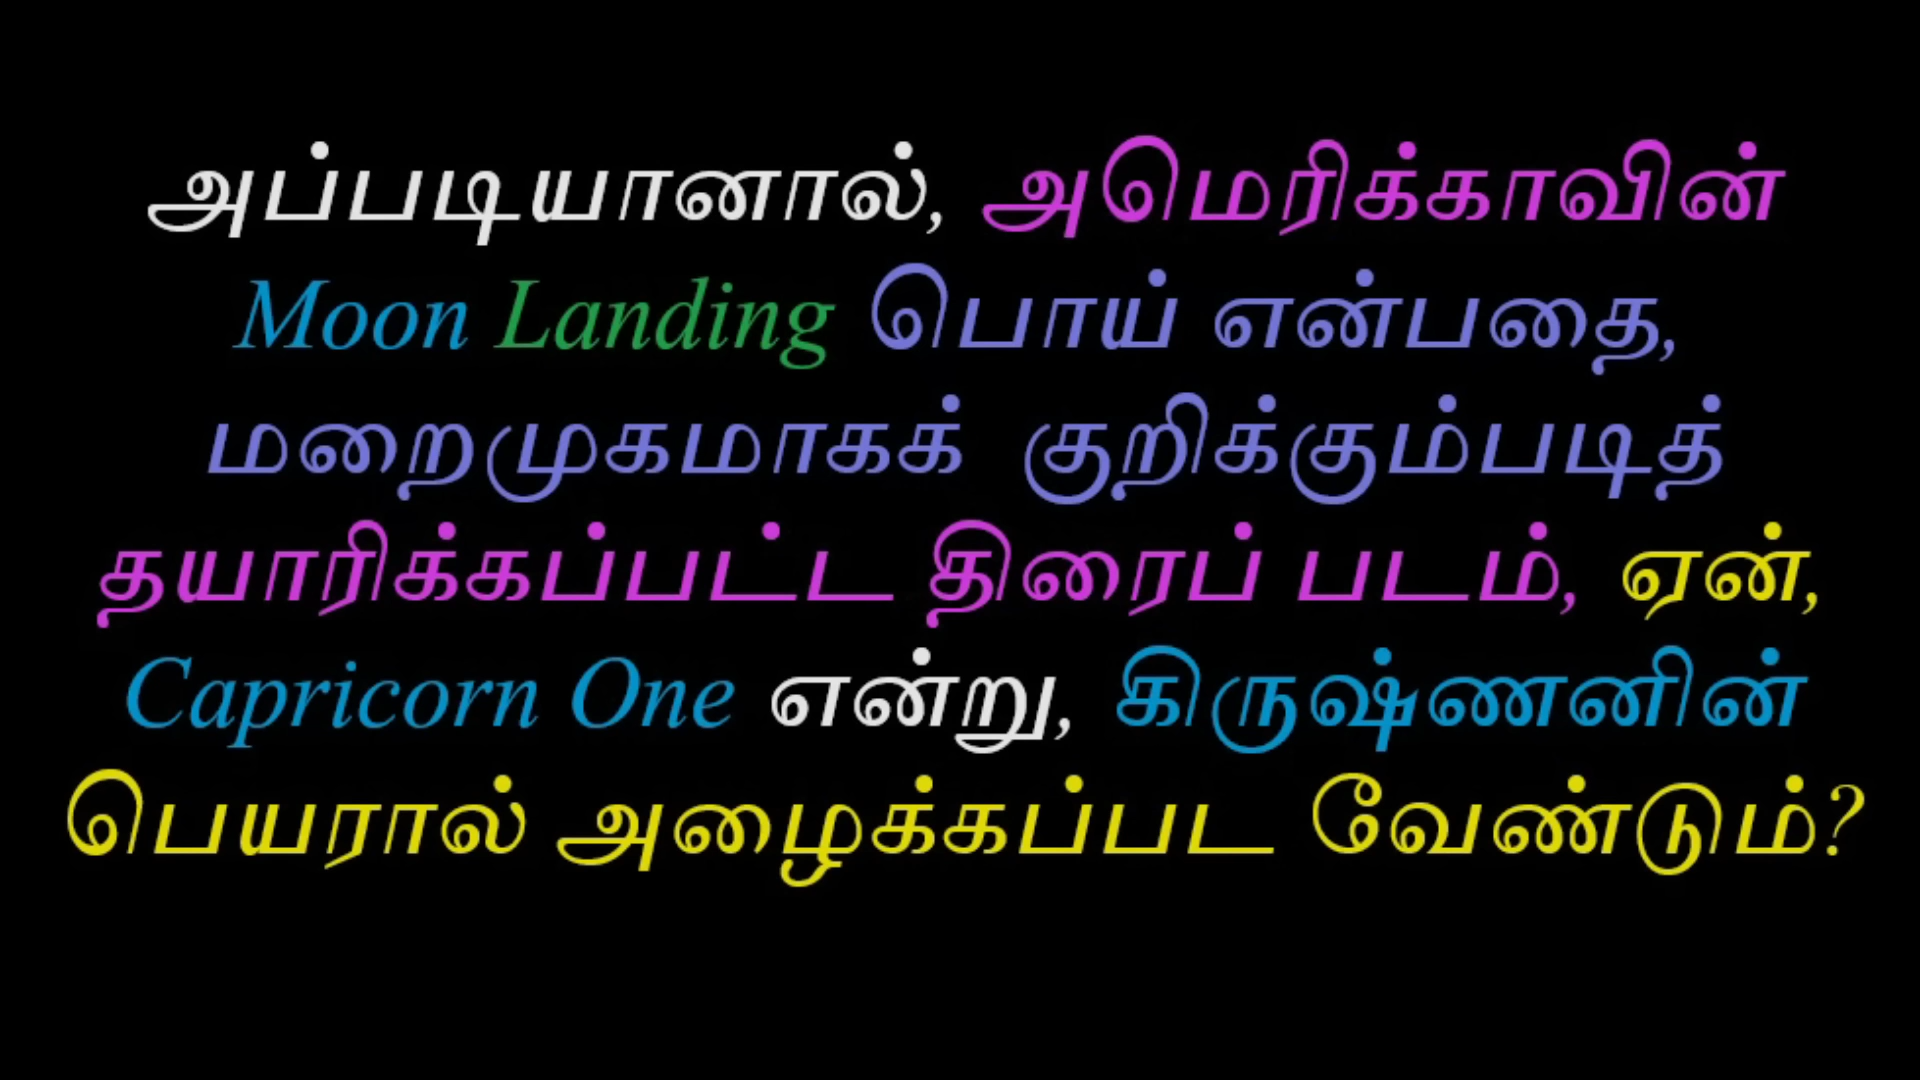 அப்படியானால், அமெரிக்காவின்
Moon Landing பொய் என்பதை,
மறைமுகமாகக் குறிக்கும்படித்
தயாரிக்கப்பட்ட திரைப் படம், ஏன்,
Capricorn One என்று, கிருஷ்ணனின்
பெயரால் அழைக்கப்பட வேண்டும்?